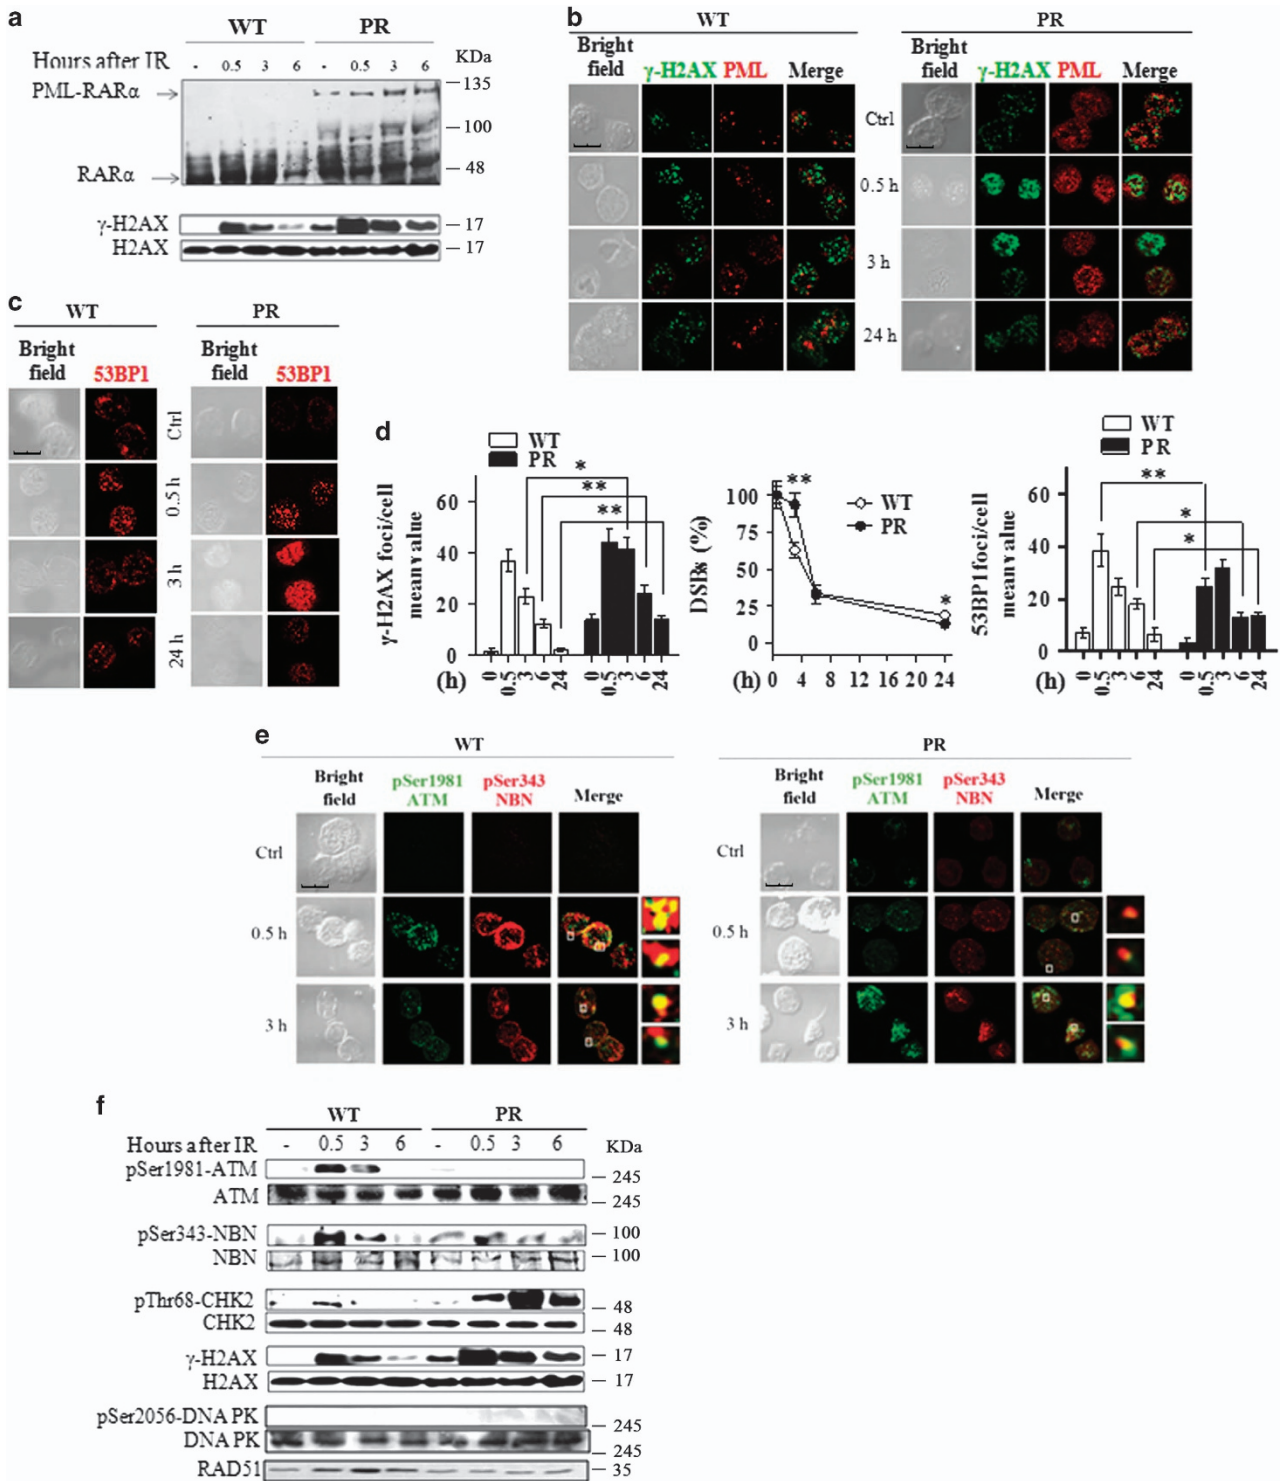 a
WT PR
Hours after IR - 0.5 3 6 - 0.5 3 6 KDa
PML-RARα 135
100
RARα 48
γ-H2AX 17
H2AX 17
b
WT
Bright field γ-H2AX PML Merge
PR
Bright field γ-H2AX PML Merge
Ctrl
0.5 h
3 h
24 h
c
WT PR
Bright field 53BP1
Bright field 53BP1
Ctrl
0.5 h
3 h
24 h
d
WT
PR
* ** **
γ-H2AX foci/cell
mean value
60
40
20
0
(h) 0 0.5 3 6 24 0 0.5 3 6 24
**
WT
PR
*
DSBs (%)
100
75
50
25
0
(h) 0 4 8 12 16 20 24
WT
PR
** * *
53BP1 foci/cell
mean value
60
40
20
0
(h) 0 0.5 3 6 24 0 0.5 3 6 24
e
WT
Bright field pSer1981 ATM pSer343 NBN Merge
Ctrl
0.5 h
3 h
PR
Bright field pSer1981 ATM pSer343 NBN Merge
Ctrl
0.5 h
3 h
f
WT PR
Hours after IR - 0.5 3 6 - 0.5 3 6 KDa
pSer1981-ATM 245
ATM 245
pSer343-NBN 100
NBN 100
pThr68-CHK2 48
CHK2 48
γ-H2AX 17
H2AX 17
pSer2056-DNA PK 245
DNA PK 245
RAD51 35